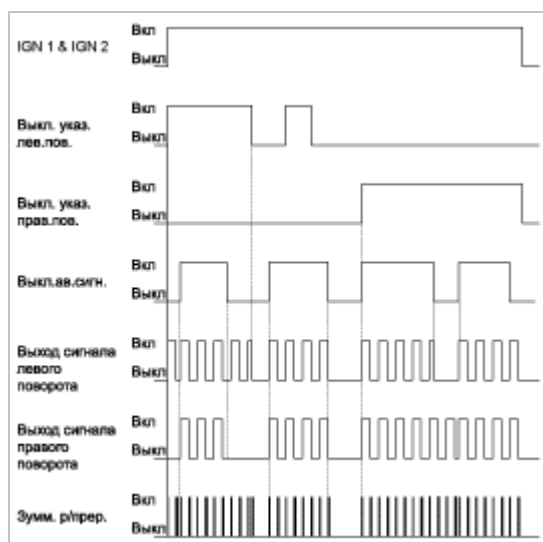 IGN 1 & IGN 2
Вкл
Выкл
Выкл. указ.
лев.пов.
Вкл
Выкл
Выкл. указ.
прав.пов.
Вкл
Выкл
Выкл.ав.сигн.
Вкл
Выкл
Выход сигнала
левого
поворота
Вкл
Выкл
Выход сигнала
правого
поворота
Вкл
Выкл
Зумм. р/прер.
Вкл
Выкл